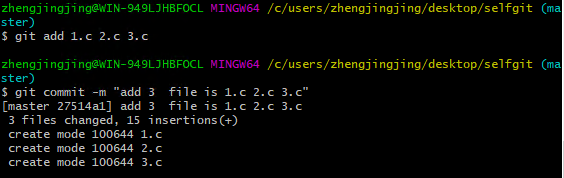 zhengjingjing@WIN-949LJHBFOCL MINGW64 /c/users/zhengjingjing/desktop/selfgit (ma
ster)
$ git add 1.c 2.c 3.c
zhengjingjing@WIN-949LJHBFOCL MINGW64 /c/users/zhengjingjing/desktop/selfgit (ma
ster)
$ git commit -m "add 3  file is 1.c 2.c 3.c"
[master 27514a1] add 3  file is 1.c 2.c 3.c
 3 files changed, 15 insertions(+)
 create mode 100644 1.c
 create mode 100644 2.c
 create mode 100644 3.c